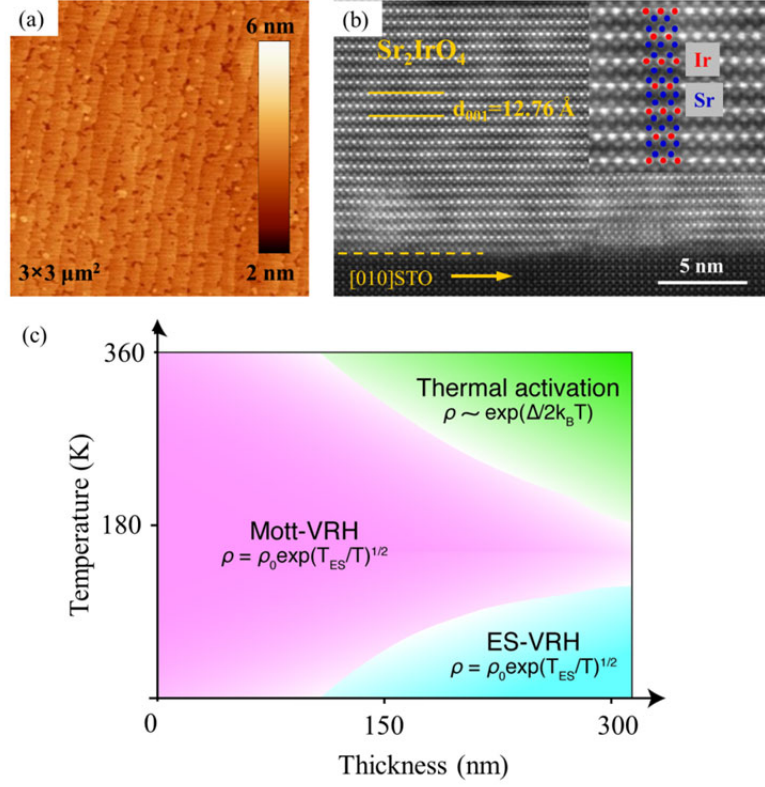 (a)
6 nm
2 nm
3×3 μm²
(b)
Sr₂IrO₄
d₀₀₁=12.76 Å
Ir
Sr
[010]STO
5 nm
(c)
Temperature (K)
360
180
0
150
300
Thickness (nm)
Thermal activation
ρ ~ exp(Δ/2k_BT)
Mott-VRH
ρ = ρ₀exp(T_ES/T)^1/2
ES-VRH
ρ = ρ₀exp(T_ES/T)^1/2